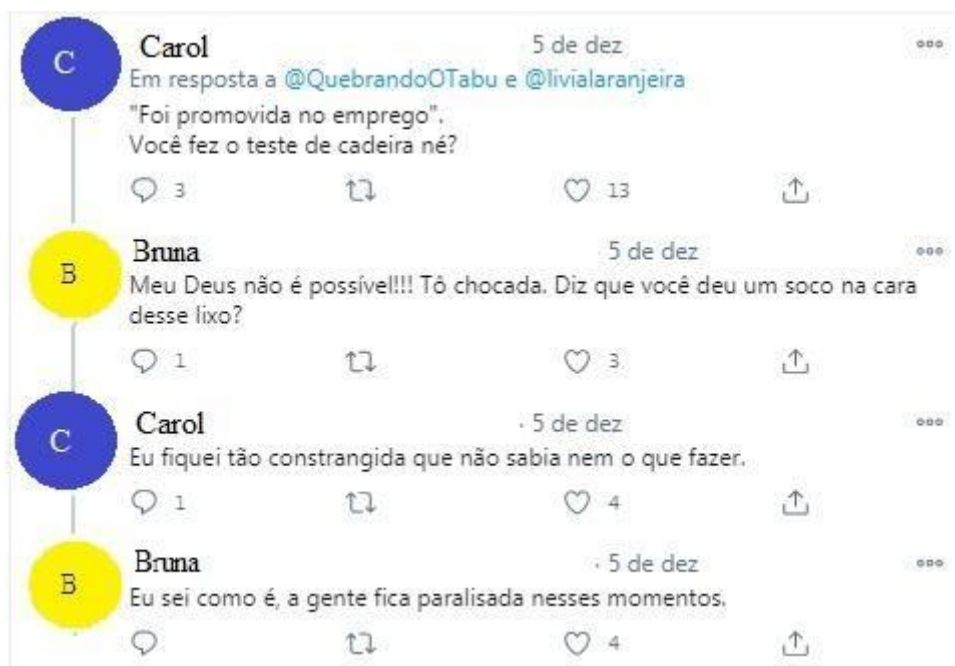 C
Carol
5 de dez
Em resposta a @QuebrandOTabu e @livialaranjeira
"Foi promovida no emprego".
Você fez o teste de cadeira né?
3
13
B
Bruna
5 de dez
Meu Deus não é possível!!! Tô chocada. Diz que você deu um soco na cara
desse lixo?
1
3
C
Carol
· 5 de dez
Eu fiquei tão constrangida que não sabia nem o que fazer.
1
4
B
Bruna
· 5 de dez
Eu sei como é, a gente fica paralisada nesses momentos.
4